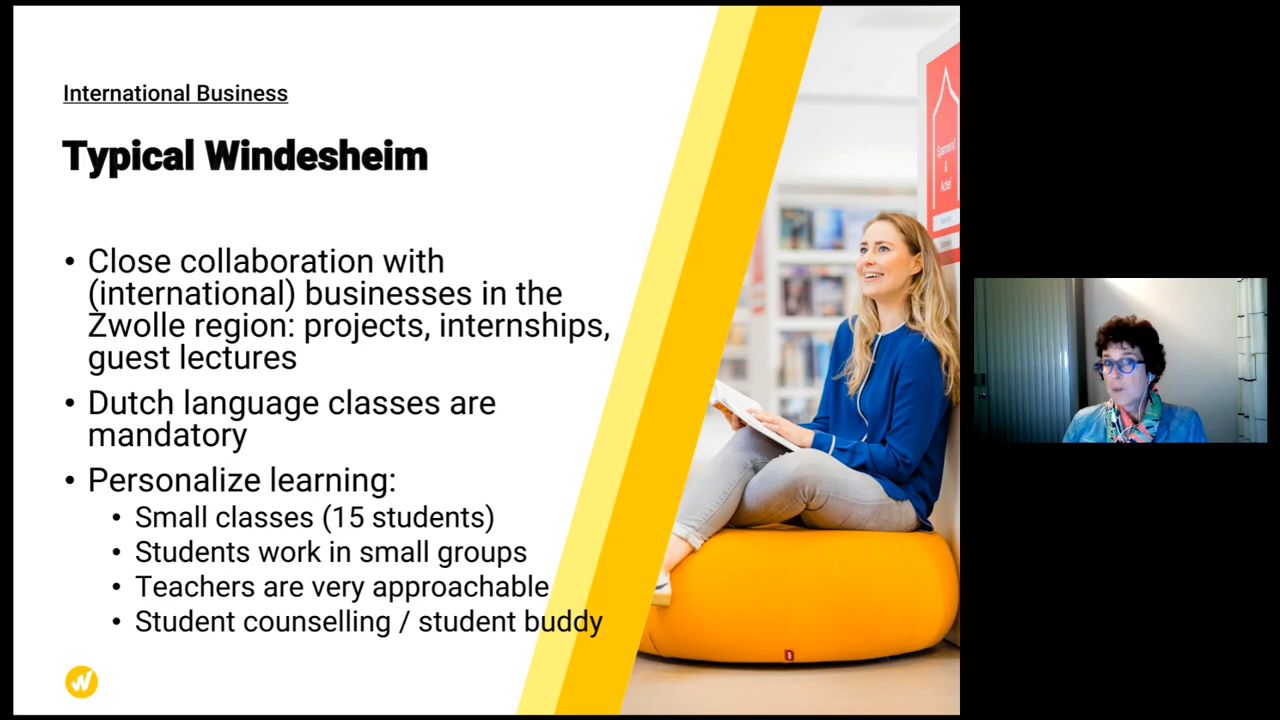 International Business
Typical Windesheim
• Close collaboration with
(international) businesses in the
Zwolle region: projects, internships,
guest lectures
• Dutch language classes are
mandatory
• Personalize learning:
• Small classes (15 students)
• Students work in small groups
• Teachers are very approachable
• Student counselling / student buddy
Spannend
&
Actief